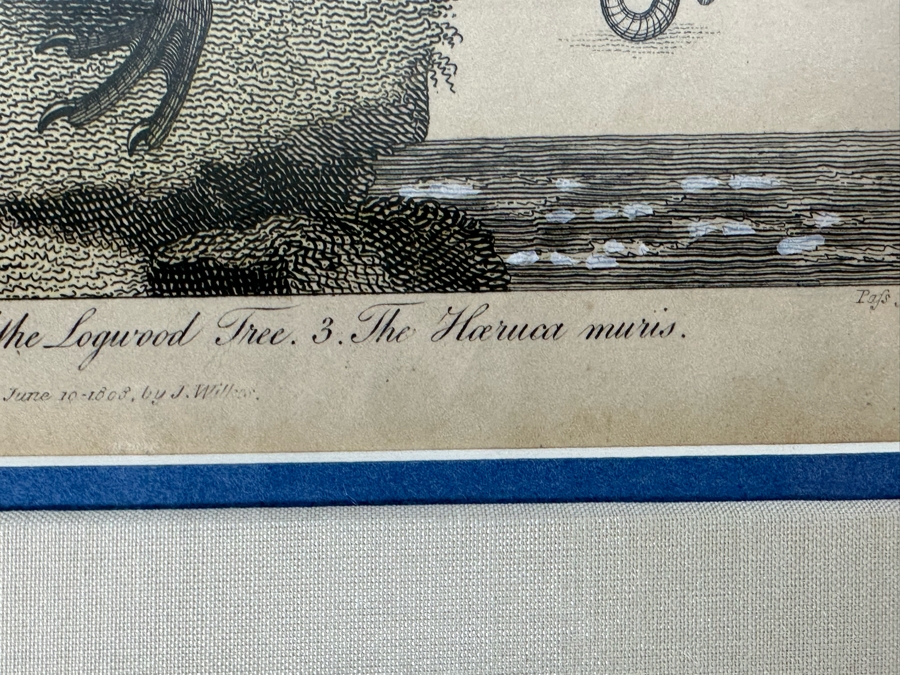 Paſs
the Logwood Tree. 3. The Hæruca muris.
June 10-1808, by J. Wilkes.